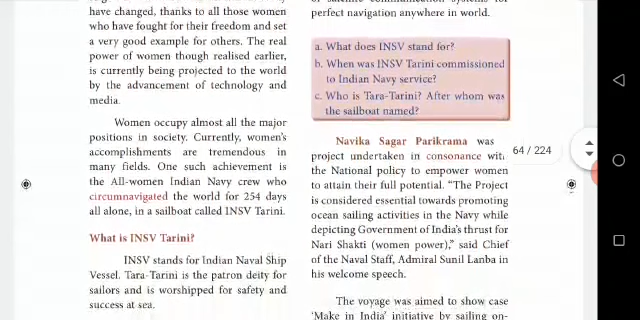 have changed, thanks to all those women
who have fought for their freedom and set
a very good example for others. The real
power of women though realised earlier,
is currently being projected to the world
by the advancement of technology and
media.
Women occupy almost all the major
positions in society. Currently, women's
accomplishments are tremendous in
many fields. One such achievement is
the All-women Indian Navy crew who
circumnavigated the world for 254 days
all alone, in a sailboat called INSV Tarini.
What is INSV Tarini?
INSV stands for Indian Naval Ship
Vessel. Tara-Tarini is the patron deity for
sailors and is worshipped for safety and
success at sea.
perfect navigation anywhere in world.
a. What does INSV stand for?
b. When was INSV Tarini commissioned
to Indian Navy service?
c. Who is Tara-Tarini? After whom was
the sailboat named?
Navika Sagar Parikrama was
project undertaken in consonance with
the National policy to empower women
to attain their full potential. "The Project
is considered essential towards promoting
ocean sailing activities in the Navy while
depicting Government of India's thrust for
Nari Shakti (women power)," said Chief
of the Naval Staff, Admiral Sunil Lanba in
his welcome speech.
The voyage was aimed to show case
'Make in India' initiative by sailing on-
64 / 224